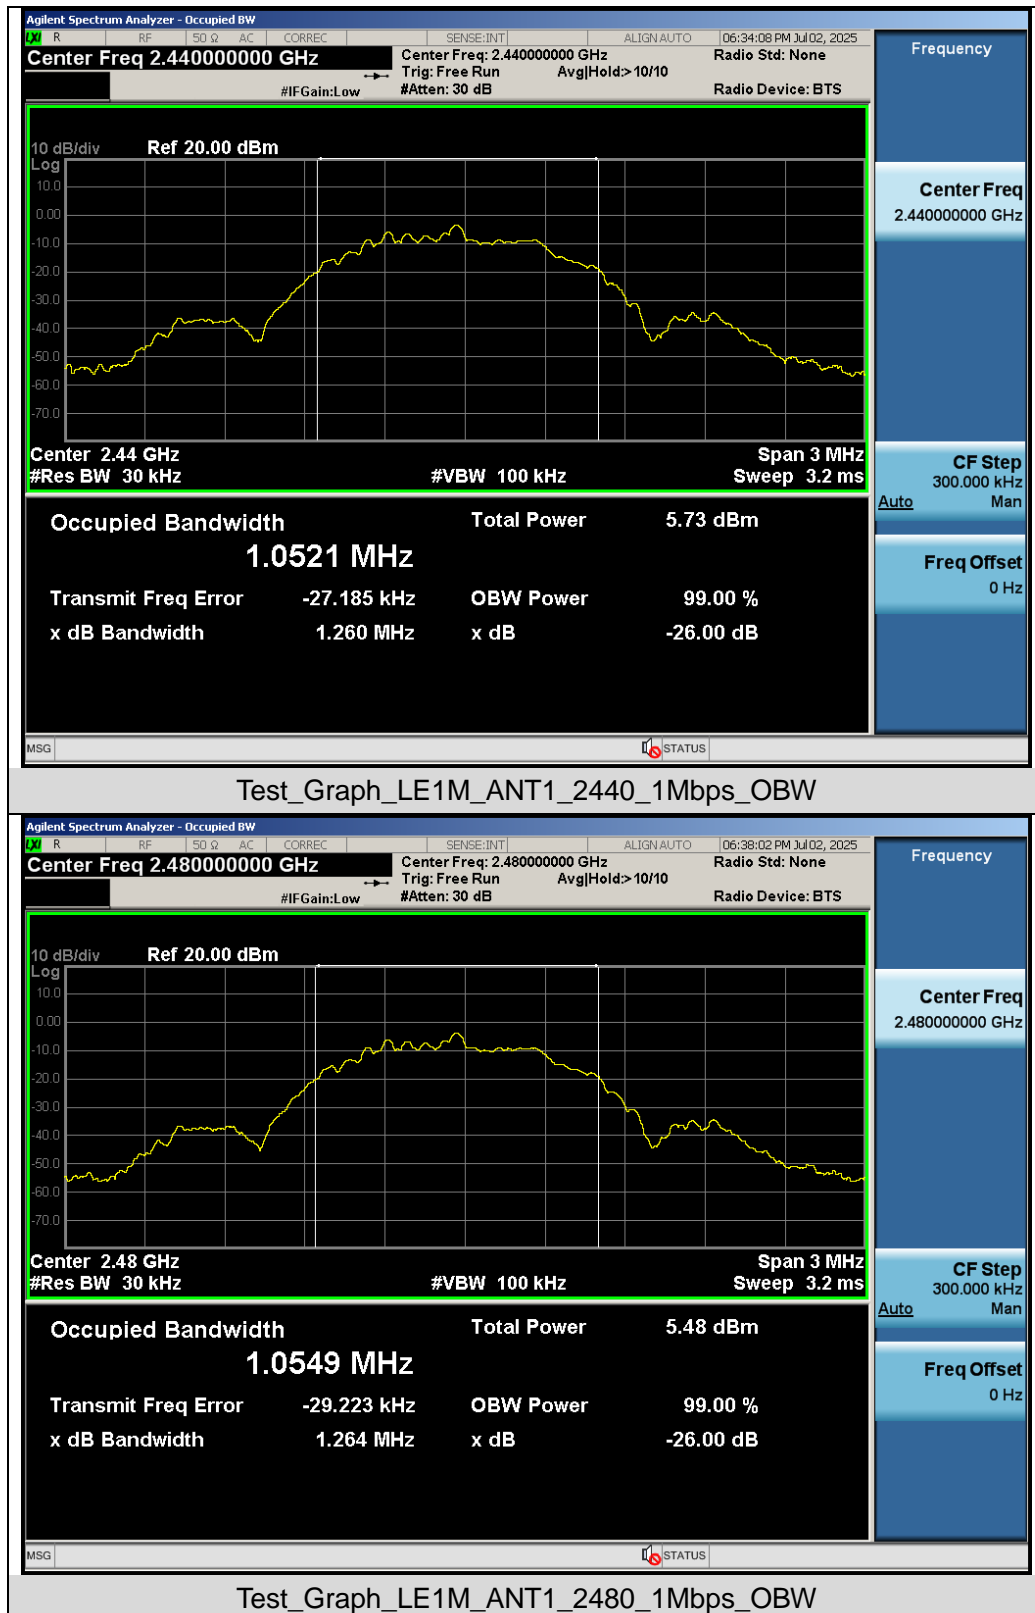 Agilent Spectrum Analyzer - Occupied BW
LXI R RF 50 Ω AC CORREC SENSE:INT ALIGN AUTO 06:34:08 PM Jul 02, 2025
Center Freq 2.440000000 GHz Center Freq: 2.440000000 GHz Radio Std: None
Trig: Free Run Avg|Hold:>10/10
#IFGain:Low #Atten: 30 dB Radio Device: BTS
Frequency
10 dB/div Ref 20.00 dBm
Log
10.0
0.00
-10.0
-20.0
-30.0
-40.0
-50.0
-60.0
-70.0
Center 2.44 GHz Span 3 MHz
#Res BW 30 kHz #VBW 100 kHz Sweep 3.2 ms
Center Freq
2.440000000 GHz
CF Step
300.000 kHz
Auto Man
Freq Offset
0 Hz
Occupied Bandwidth Total Power 5.73 dBm
1.0521 MHz
Transmit Freq Error -27.185 kHz OBW Power 99.00 %
x dB Bandwidth 1.260 MHz x dB -26.00 dB
MSG STATUS
Test_Graph_LE1M_ANT1_2440_1Mbps_OBW
Agilent Spectrum Analyzer - Occupied BW
LXI R RF 50 Ω AC CORREC SENSE:INT ALIGN AUTO 06:38:02 PM Jul 02, 2025
Center Freq 2.480000000 GHz Center Freq: 2.480000000 GHz Radio Std: None
Trig: Free Run Avg|Hold:>10/10
#IFGain:Low #Atten: 30 dB Radio Device: BTS
Frequency
10 dB/div Ref 20.00 dBm
Log
10.0
0.00
-10.0
-20.0
-30.0
-40.0
-50.0
-60.0
-70.0
Center 2.48 GHz Span 3 MHz
#Res BW 30 kHz #VBW 100 kHz Sweep 3.2 ms
Center Freq
2.480000000 GHz
CF Step
300.000 kHz
Auto Man
Freq Offset
0 Hz
Occupied Bandwidth Total Power 5.48 dBm
1.0549 MHz
Transmit Freq Error -29.223 kHz OBW Power 99.00 %
x dB Bandwidth 1.264 MHz x dB -26.00 dB
MSG STATUS
Test_Graph_LE1M_ANT1_2480_1Mbps_OBW